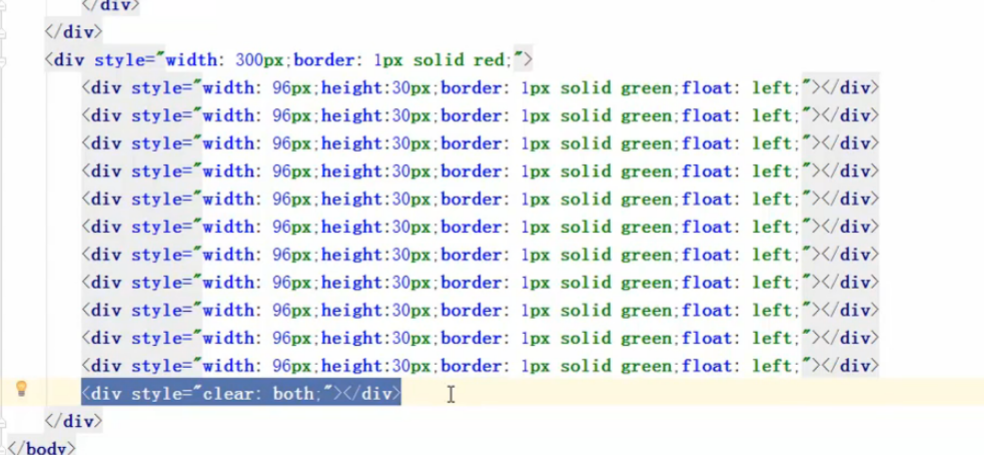 </div>
</div>
<div style="width: 300px;border: 1px solid red;">
<div style="width: 96px;height:30px;border: 1px solid green;float: left;"></div>
<div style="width: 96px;height:30px;border: 1px solid green;float: left;"></div>
<div style="width: 96px;height:30px;border: 1px solid green;float: left;"></div>
<div style="width: 96px;height:30px;border: 1px solid green;float: left;"></div>
<div style="width: 96px;height:30px;border: 1px solid green;float: left;"></div>
<div style="width: 96px;height:30px;border: 1px solid green;float: left;"></div>
<div style="width: 96px;height:30px;border: 1px solid green;float: left;"></div>
<div style="width: 96px;height:30px;border: 1px solid green;float: left;"></div>
<div style="width: 96px;height:30px;border: 1px solid green;float: left;"></div>
<div style="width: 96px;height:30px;border: 1px solid green;float: left;"></div>
<div style="width: 96px;height:30px;border: 1px solid green;float: left;"></div>
<div style="clear: both;"></div>
</div>
</body>